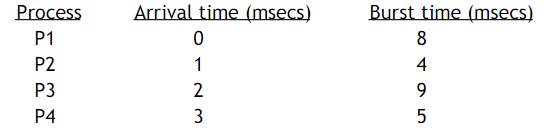 Process Arrival time (msecs) Burst time (msecs)
P1 0 8
P2 1 4
P3 2 9
P4 3 5